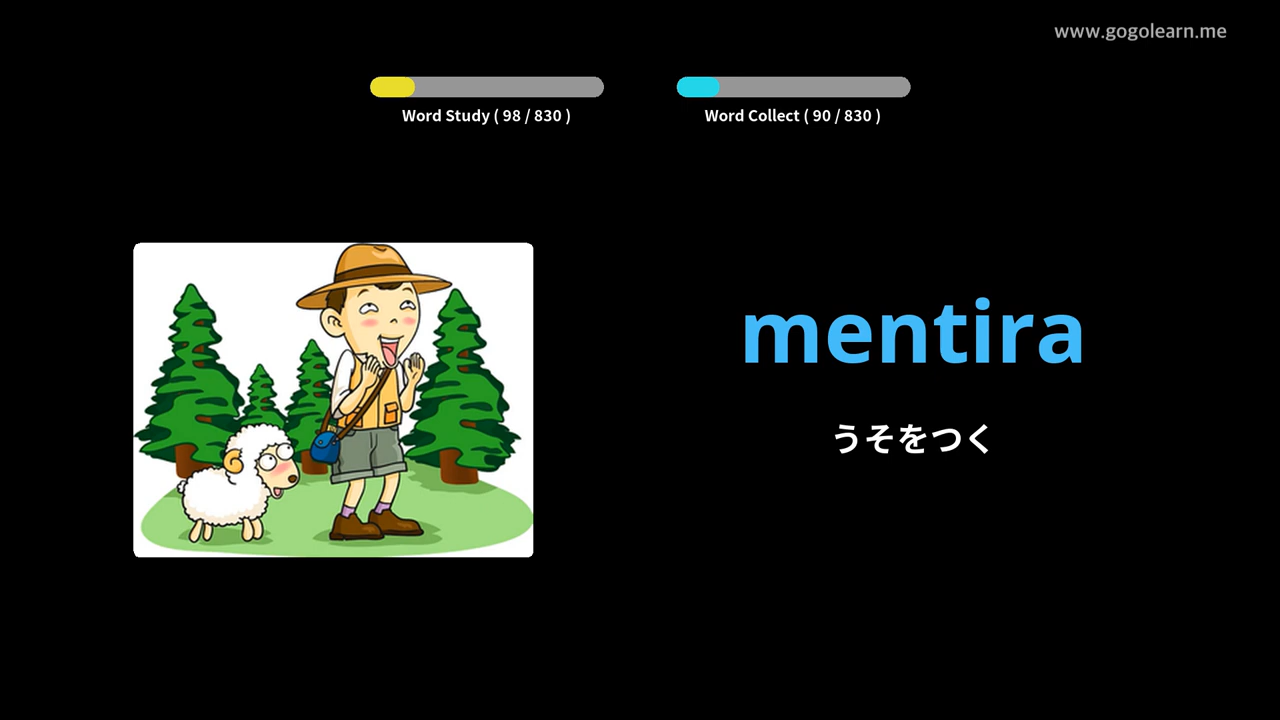 www.gogolearn.me
Word Study ( 98 / 830 )
Word Collect ( 90 / 830 )
mentira
うそをつく